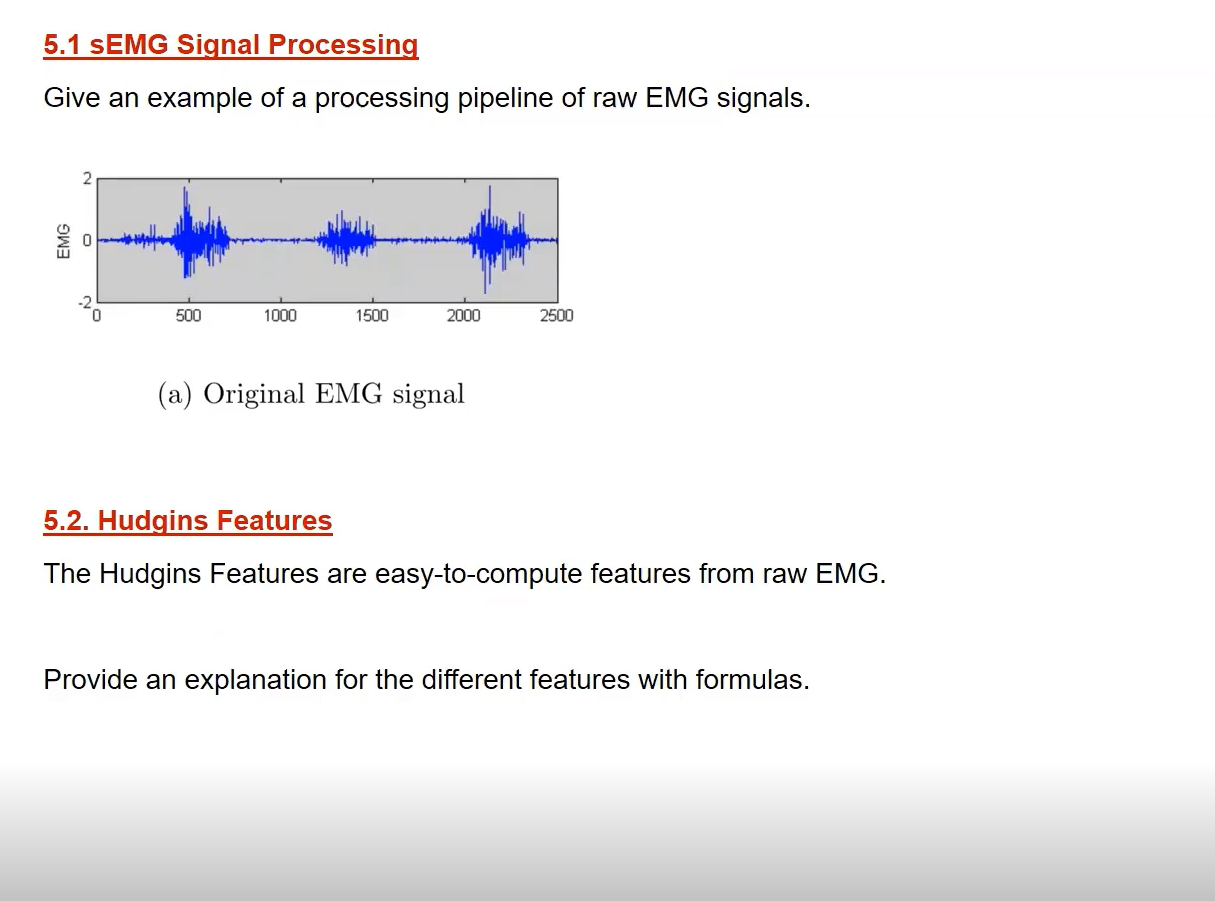 5.1 sEMG Signal Processing
Give an example of a processing pipeline of raw EMG signals.
2
EMG
0
-2
0 500 1000 1500 2000 2500
(a) Original EMG signal
5.2. Hudgins Features
The Hudgins Features are easy-to-compute features from raw EMG.
Provide an explanation for the different features with formulas.